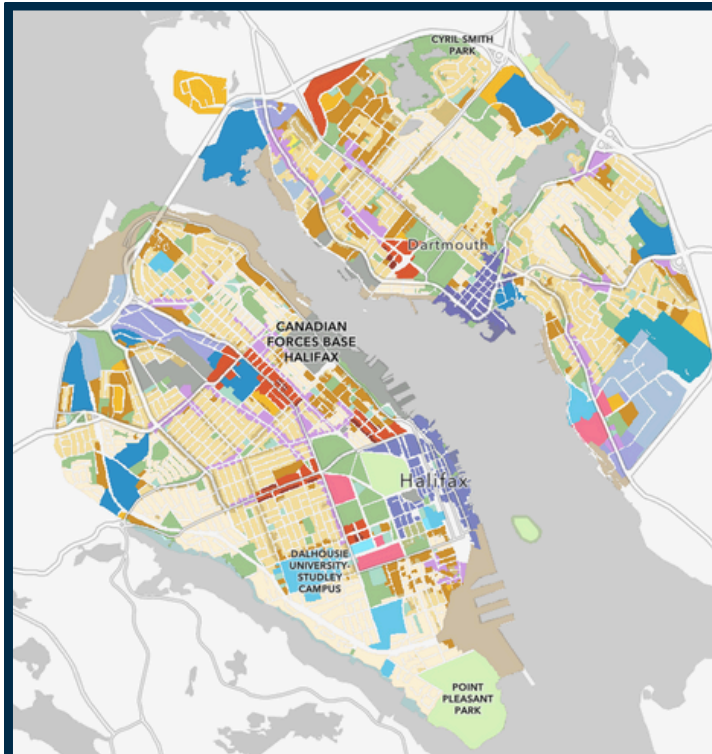 CYRIL SMITH
PARK
Dartmouth
CANADIAN
FORCES BASE
HALIFAX
Halifax
DALHOUSIE
UNIVERSITY-
STUDLEY
CAMPUS
POINT
PLEASANT
PARK